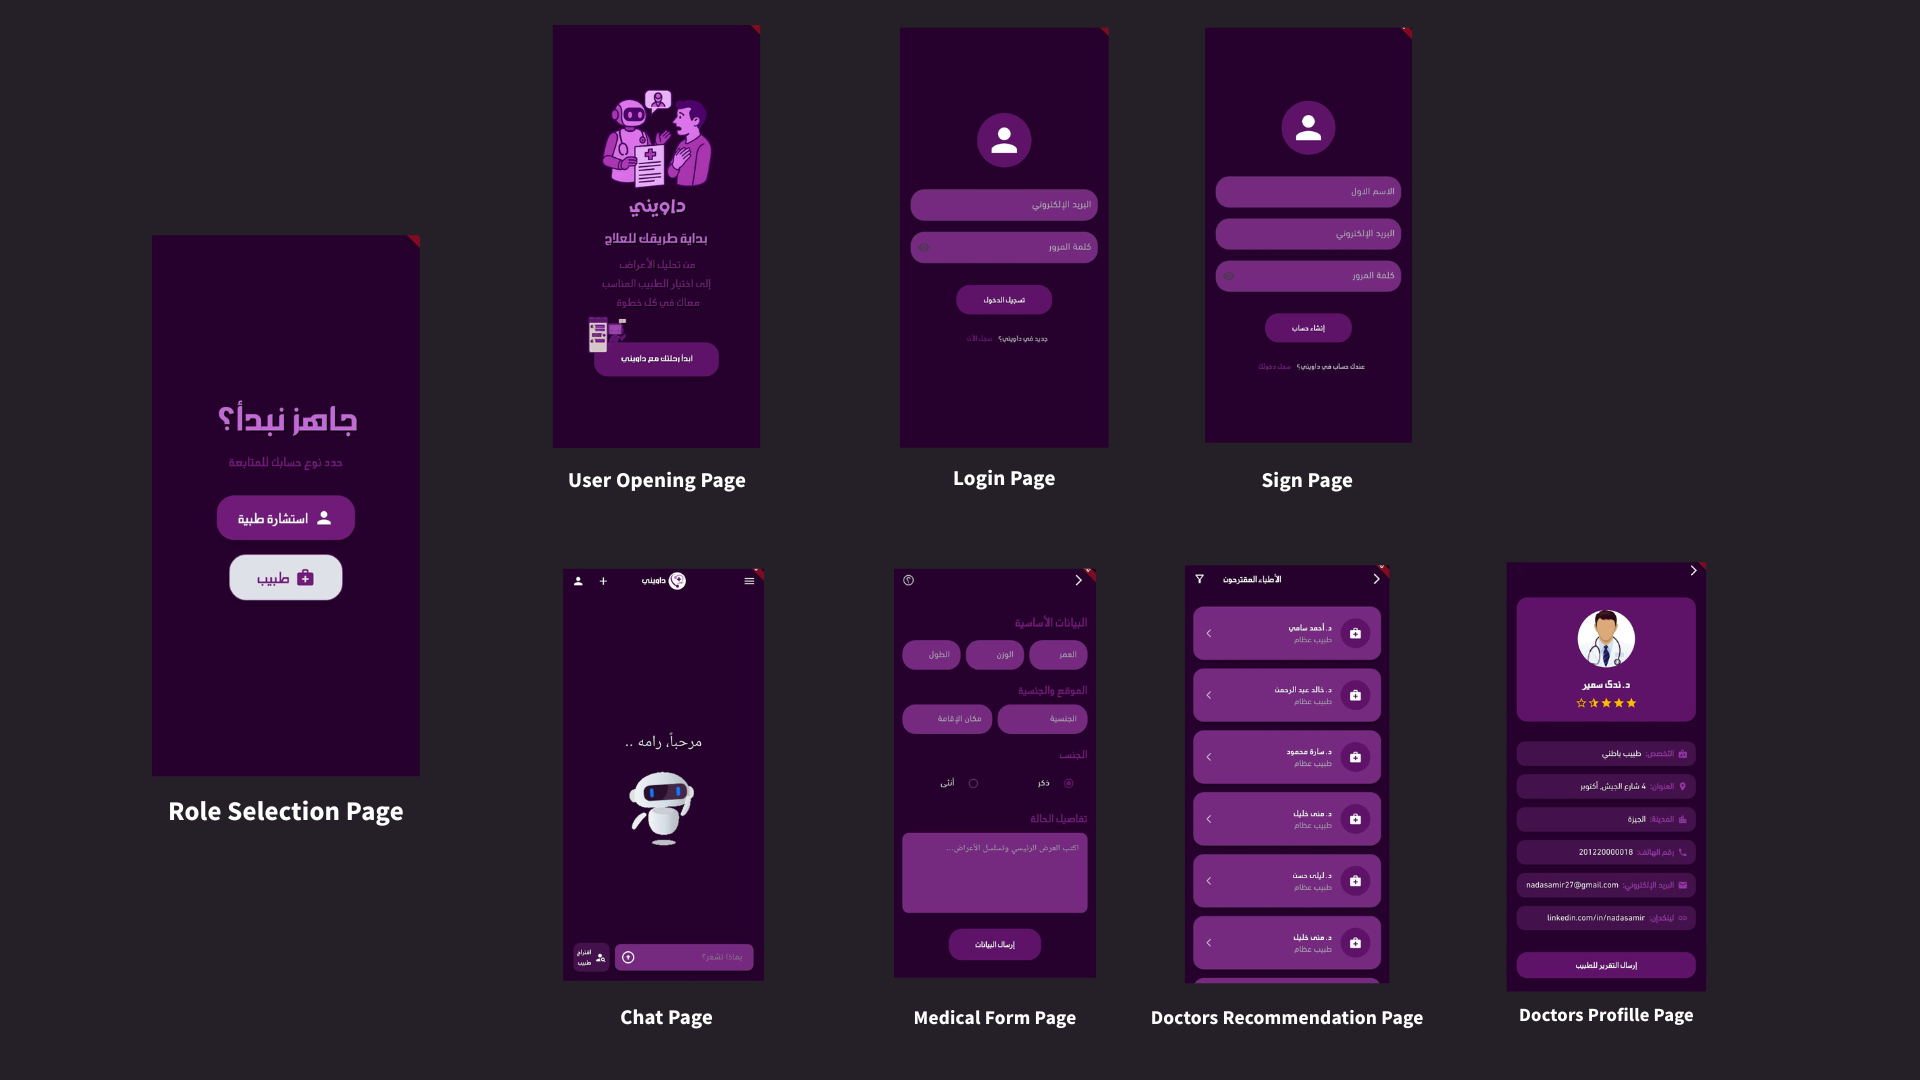 جاهز نبدأ؟
حدد نوع حسابك للمتابعة
استشارة طبية
طبيب
Role Selection Page
داويني
بداية طريقك للعلاج
من تحليل الأعراض
إلى اختيار الطبيب المناسب
معاك في كل خطوة
ابدأ رحلتك مع داويني
User Opening Page
البريد الإلكتروني
كلمة المرور
تسجيل الدخول
جديد في داويني؟ سجل الآن
Login Page
الاسم الاول
البريد الإلكتروني
كلمة المرور
إنشاء حساب
عندك حساب في داويني؟ سجل دخولك
Sign Page
داويني
مرحباً، رامه ..
بماذا تشعر؟
اقتراح
طبيب
Chat Page
البيانات الأساسية
العمر
الوزن
الطول
الموقع والجنسية
الجنسية
مكان الإقامة
الجنس
ذكر
أنثى
تفاصيل الحالة
اكتب العرض الرئيسي وتسلسل الأعراض...
إرسال البيانات
Medical Form Page
الأطباء المقترحون
د. أحمد سامي
طبيب عظام
د. خالد عبد الرحمن
طبيب عظام
د. سارة محمود
طبيب عظام
د. منى خليل
طبيب عظام
د. ليلى حسن
طبيب عظام
د. منى خليل
طبيب عظام
Doctors Recommendation Page
د. ندى سمير
التخصص: طبيب باطني
العنوان: 4 شارع الجيش, أكتوبر
المدينة: الجيزة
رقم الهاتف: 201220000018
البريد الإلكتروني: nadasamir27@gmail.com
لينكدإن: linkedin.com/in/nadasamir
إرسال التقرير للطبيب
Doctors Profille Page